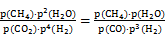 p(CH₄)·p²(H₂O) / p(CO₂)·p⁴(H₂) = p(CH₄)·p(H₂O) / p(CO)·p³(H₂)